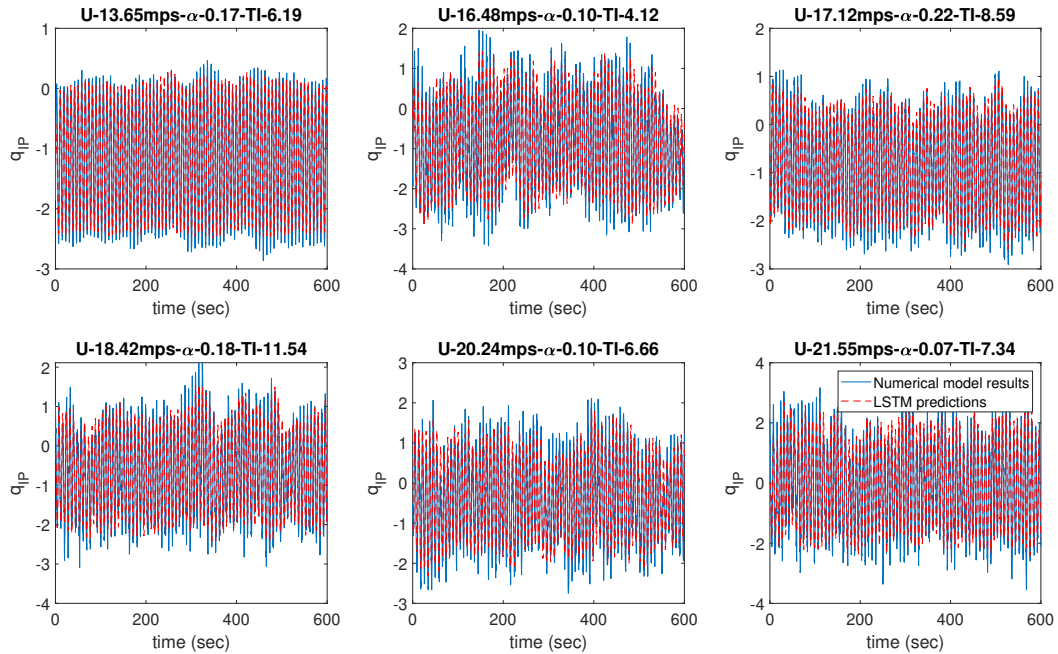 U-13.65mps-α-0.17-TI-6.19
1
0
-1
-2
-3
q_IP
0 200 400 600
time (sec)
U-16.48mps-α-0.10-TI-4.12
2
1
0
-1
-2
-3
-4
q_IP
0 200 400 600
time (sec)
U-17.12mps-α-0.22-TI-8.59
2
1
0
-1
-2
-3
q_IP
0 200 400 600
time (sec)
U-18.42mps-α-0.18-TI-11.54
2
1
0
-1
-2
-3
-4
q_IP
0 200 400 600
time (sec)
U-20.24mps-α-0.10-TI-6.66
3
2
1
0
-1
-2
-3
q_IP
0 200 400 600
time (sec)
U-21.55mps-α-0.07-TI-7.34
Numerical model results
LSTM predictions
4
2
0
-2
-4
q_IP
0 200 400 600
time (sec)